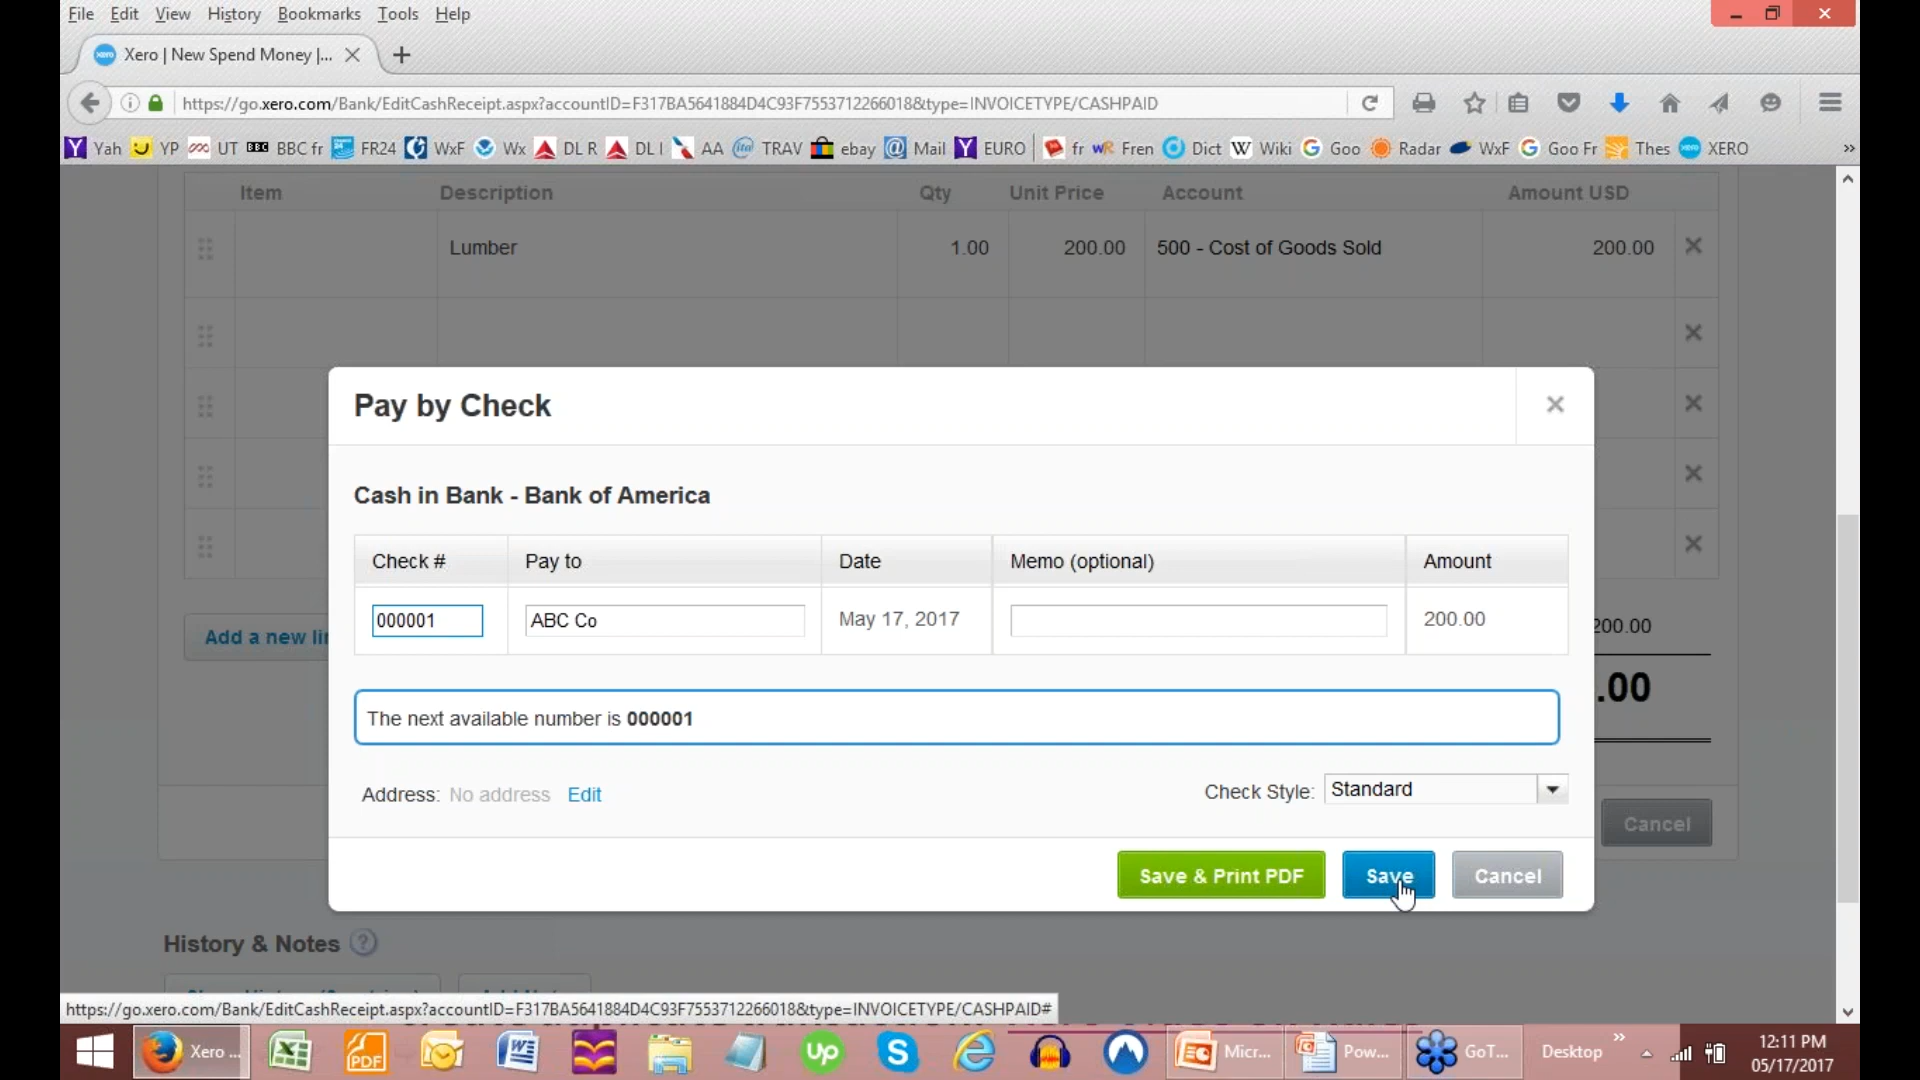 File Edit View History Bookmarks Tools Help
Xero | New Spend Money |...
https://go.xero.com/Bank/EditCashReceipt.aspx?accountID=F317BA5641884D4C93F7553712266018&type=INVOICETYPE/CASHPAID
Yah YP UT BBC fr FR24 WxF Wx DL R DL I AA TRAV ebay Mail EURO fr Fren Dict Wiki Goo Radar WxF Goo Fr Thes XERO »
Item Description Qty Unit Price Account Amount USD
Lumber 1.00 200.00 500 - Cost of Goods Sold 200.00
Pay by Check
Cash in Bank - Bank of America
Check # Pay to Date Memo (optional) Amount
000001 ABC Co May 17, 2017 200.00
Add a new lin 200.00
.00
The next available number is 000001
Address: No address Edit Check Style: Standard
Cancel
Save & Print PDF Save Cancel
History & Notes ?
https://go.xero.com/Bank/EditCashReceipt.aspx?accountID=F317BA5641884D4C93F7553712266018&type=INVOICETYPE/CASHPAID#
Xero ... Micr... Pow... GoT... Desktop » 12:11 PM
05/17/2017